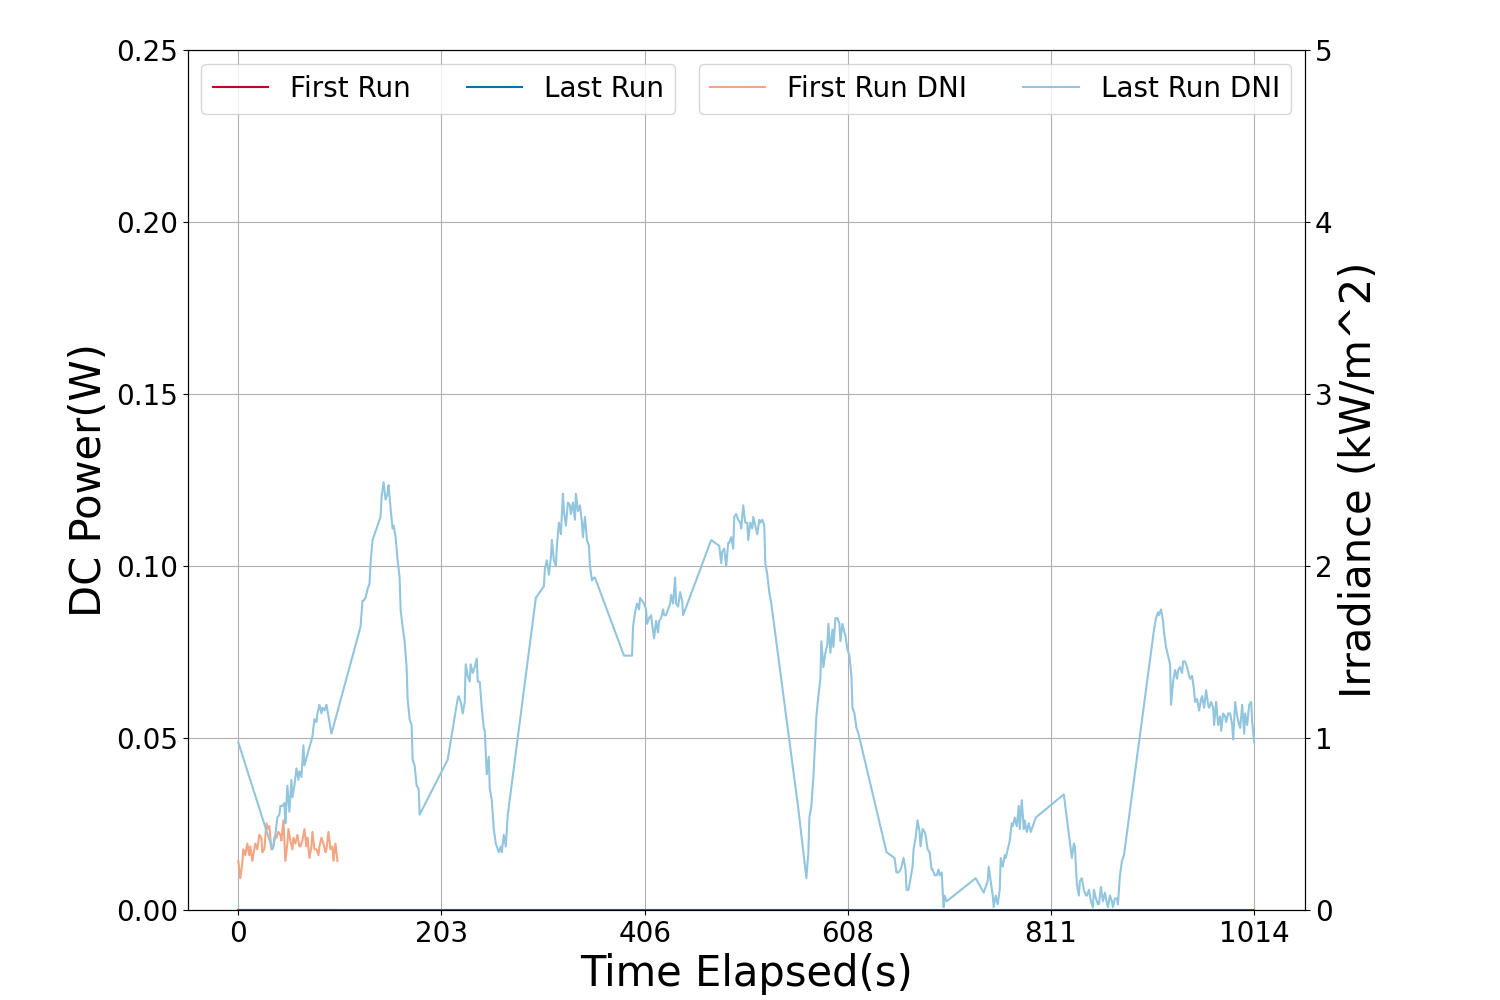 First Run
Last Run
First Run DNI
Last Run DNI
0.25
0.20
0.15
0.10
0.05
0.00
DC Power(W)
5
4
3
2
1
0
Irradiance (kW/m^2)
0
203
406
608
811
1014
Time Elapsed(s)